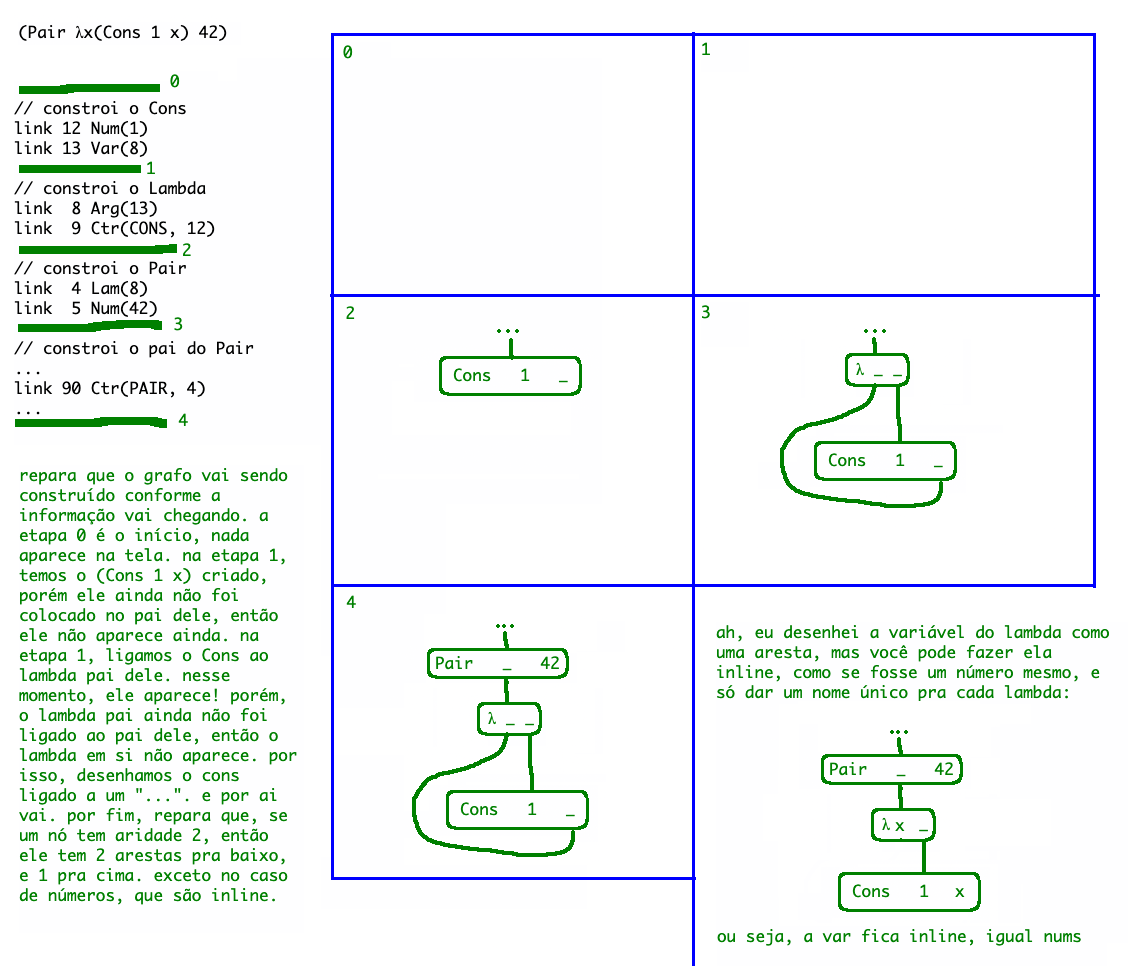 (Pair λx(Cons 1 x) 42)
0
// constroi o Cons
link 12 Num(1)
link 13 Var(8)
1
// constroi o Lambda
link  8 Arg(13)
link  9 Ctr(CONS, 12)
2
// constroi o Pair
link  4 Lam(8)
link  5 Num(42)
3
// constroi o pai do Pair
...
link 90 Ctr(PAIR, 4)
...
4
repara que o grafo vai sendo
construído conforme a
informação vai chegando. a
etapa 0 é o início, nada
aparece na tela. na etapa 1,
temos o (Cons 1 x) criado,
porém ele ainda não foi
colocado no pai dele, então
ele não aparece ainda. na
etapa 1, ligamos o Cons ao
lambda pai dele. nesse
momento, ele aparece! porém,
o lambda pai ainda não foi
ligado ao pai dele, então o
lambda em si não aparece. por
isso, desenhamos o cons
ligado a um "...". e por ai
vai. por fim, repara que, se
um nó tem aridade 2, então
ele tem 2 arestas pra baixo,
e 1 pra cima. exceto no caso
de números, que são inline.
0
1
2
...
Cons 1 _
3
...
λ _ _
Cons 1 _
4
...
Pair _ 42
λ _ _
Cons 1 _
ah, eu desenhei a variável do lambda como
uma aresta, mas você pode fazer ela
inline, como se fosse um número mesmo, e
só dar um nome único pra cada lambda:
...
Pair _ 42
λ x _
Cons 1 x
ou seja, a var fica inline, igual nums